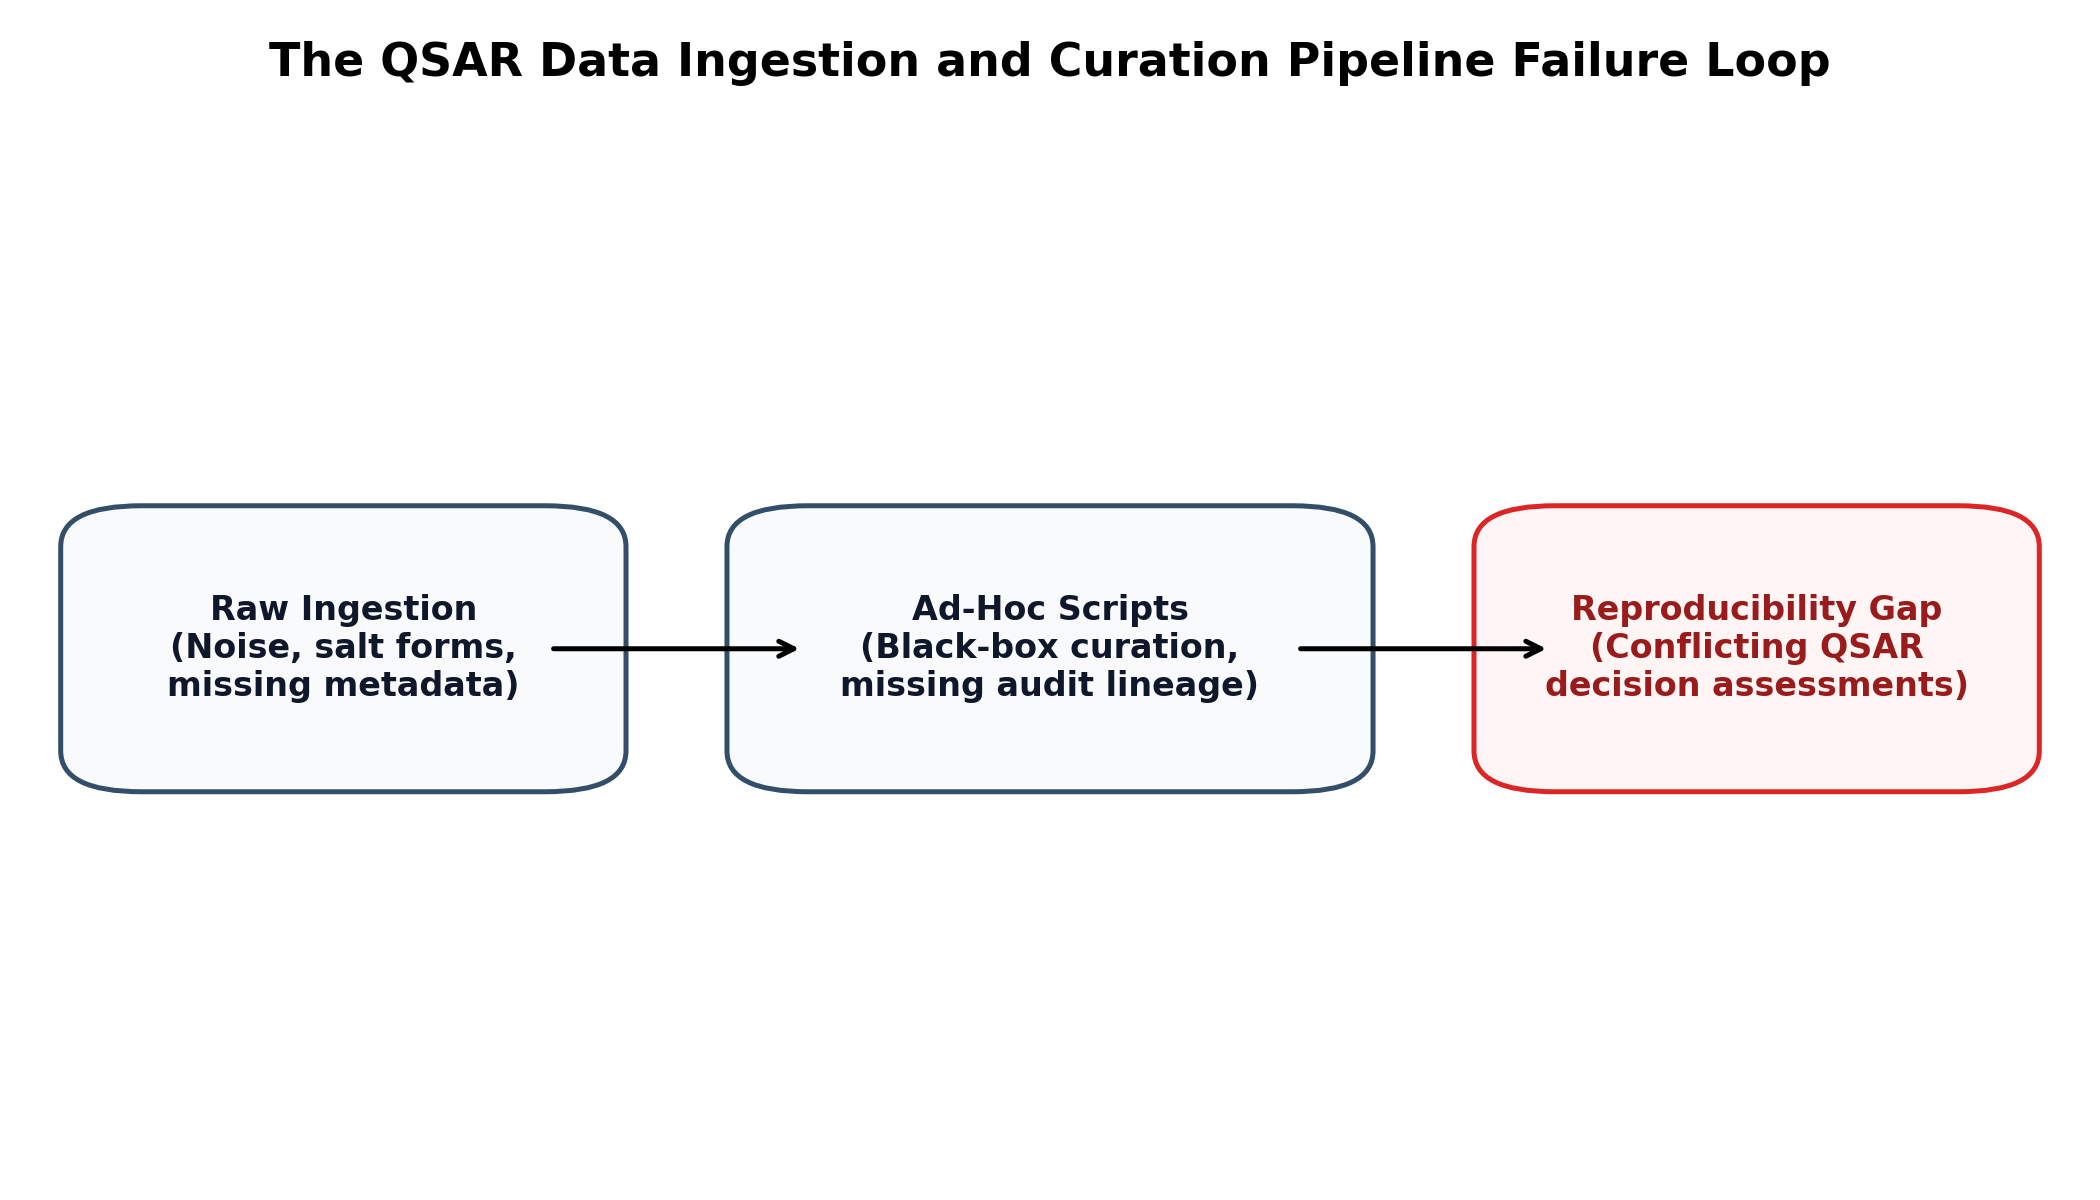 The QSAR Data Ingestion and Curation Pipeline Failure Loop
Raw Ingestion
(Noise, salt forms,
missing metadata)
Ad-Hoc Scripts
(Black-box curation,
missing audit lineage)
Reproducibility Gap
(Conflicting QSAR
decision assessments)